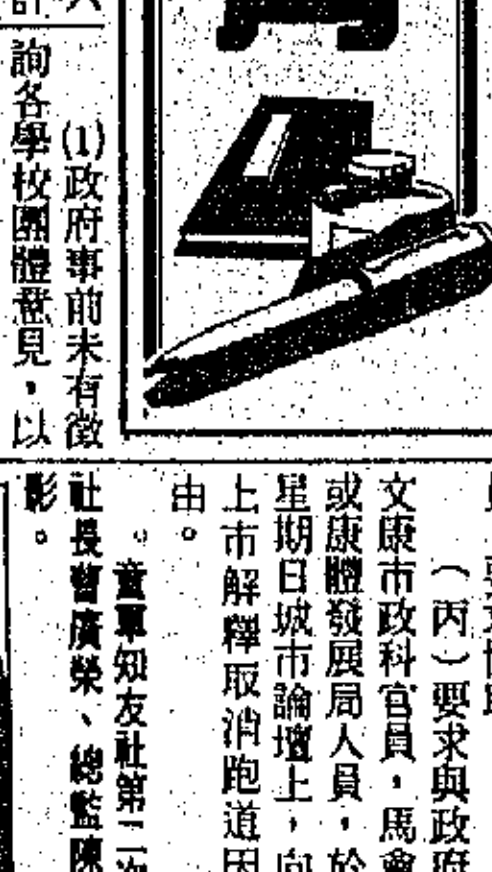 (1)政府事前未有徵
詢各學校團體意見，以
（丙）要求與政府
文康市政科官員，馬會
或康體發展局人員，於
星期日城市論壇上，向
上市解釋取消跑道因
由。
。童軍知友社第二次
社長曹廣榮、總監陳
影。